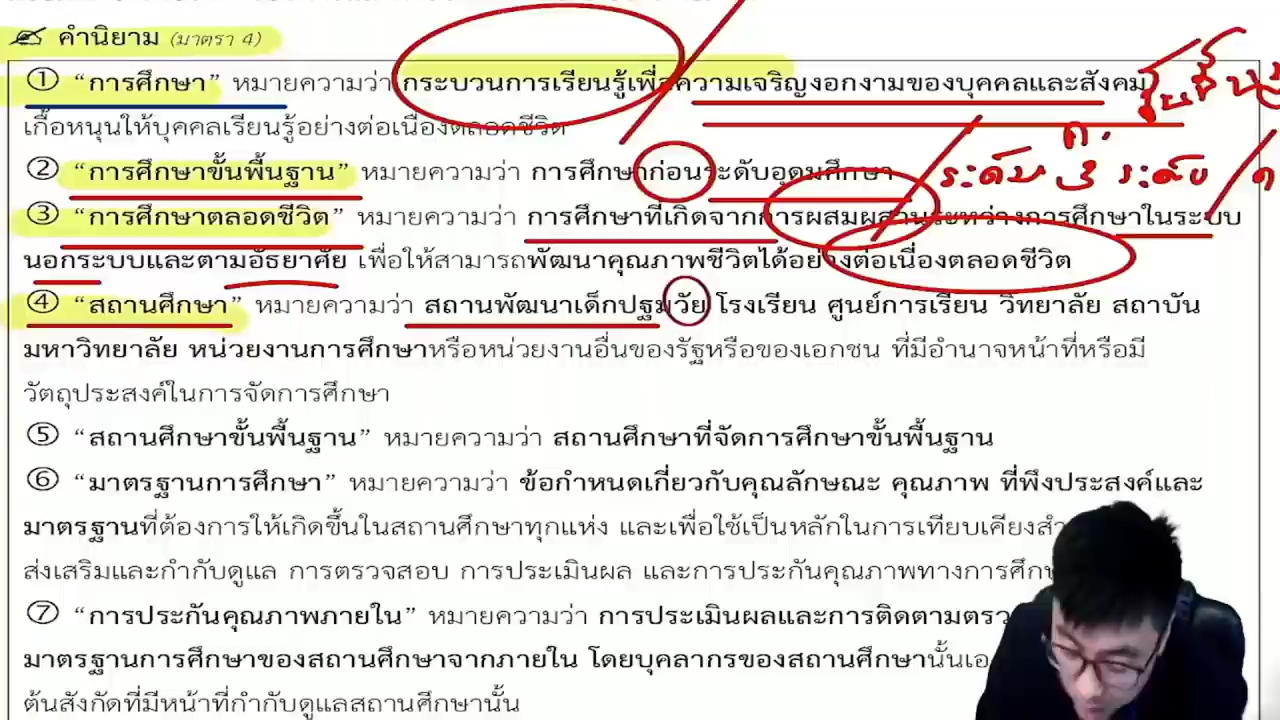 คำนิยาม (มาตรา 4)
① “การศึกษา” หมายความว่า กระบวนการเรียนรู้เพื่อความเจริญงอกงามของบุคคลและสังคม
เกื้อหนุนให้บุคคลเรียนรู้อย่างต่อเนื่องตลอดชีวิต
② “การศึกษาขั้นพื้นฐาน” หมายความว่า การศึกษาก่อนระดับอุดมศึกษา
ระดับ 3 ระดับ
③ “การศึกษาตลอดชีวิต” หมายความว่า การศึกษาที่เกิดจากการผสมผสานระหว่างการศึกษาในระบบ
นอกระบบและตามอัธยาศัย เพื่อให้สามารถพัฒนาคุณภาพชีวิตได้อย่างต่อเนื่องตลอดชีวิต
④ “สถานศึกษา” หมายความว่า สถานพัฒนาเด็กปฐมวัย โรงเรียน ศูนย์การเรียน วิทยาลัย สถาบัน
มหาวิทยาลัย หน่วยงานการศึกษาหรือหน่วยงานอื่นของรัฐหรือของเอกชน ที่มีอำนาจหน้าที่หรือมี
วัตถุประสงค์ในการจัดการศึกษา
⑤ “สถานศึกษาขั้นพื้นฐาน” หมายความว่า สถานศึกษาที่จัดการศึกษาขั้นพื้นฐาน
⑥ “มาตรฐานการศึกษา” หมายความว่า ข้อกำหนดเกี่ยวกับคุณลักษณะ คุณภาพ ที่พึงประสงค์และ
มาตรฐานที่ต้องการให้เกิดขึ้นในสถานศึกษาทุกแห่ง และเพื่อใช้เป็นหลักในการเทียบเคียงสำ
ส่งเสริมและกำกับดูแล การตรวจสอบ การประเมินผล และการประกันคุณภาพทางการศึก
⑦ “การประกันคุณภาพภายใน” หมายความว่า การประเมินผลและการติดตามตรว
มาตรฐานการศึกษาของสถานศึกษาจากภายใน โดยบุคลากรของสถานศึกษานั้นเอ
ต้นสังกัดที่มีหน้าที่กำกับดูแลสถานศึกษานั้น